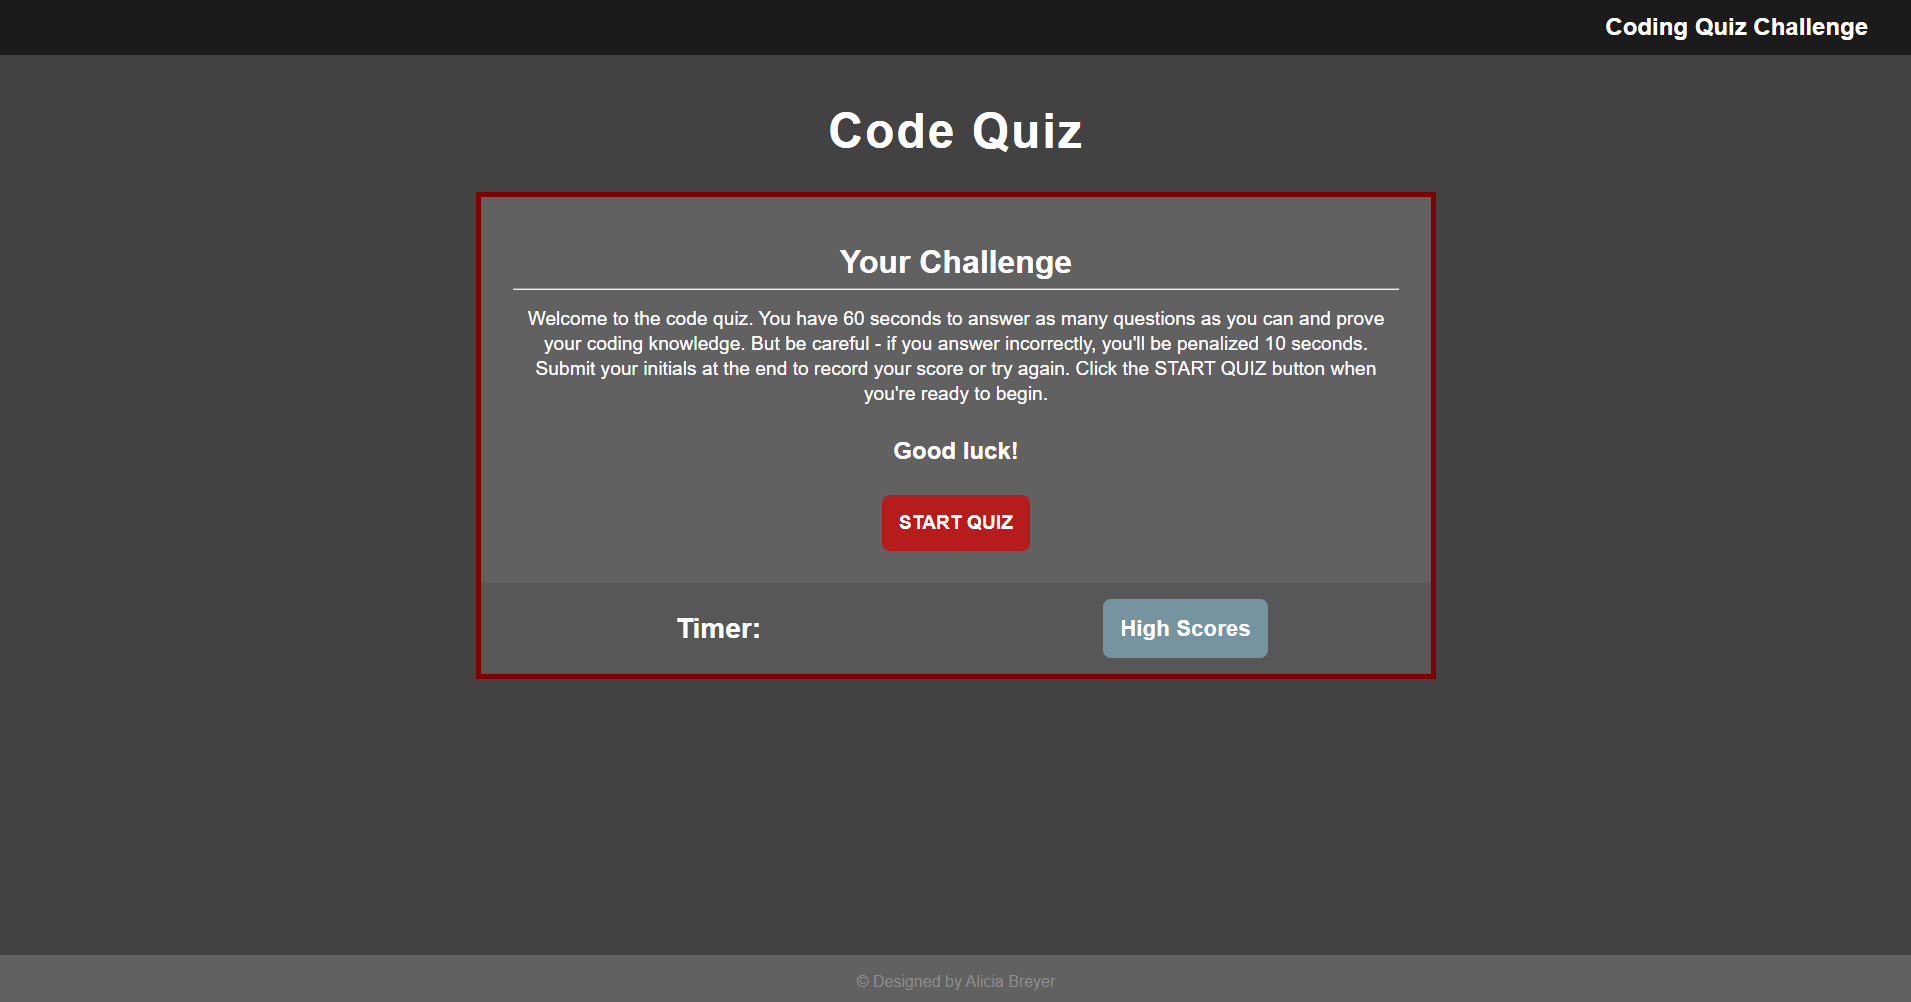 Coding Quiz Challenge
Code Quiz
Your Challenge
Welcome to the code quiz. You have 60 seconds to answer as many questions as you can and prove
your coding knowledge. But be careful - if you answer incorrectly, you'll be penalized 10 seconds.
Submit your initials at the end to record your score or try again. Click the START QUIZ button when
you're ready to begin.
Good luck!
START QUIZ
Timer:
High Scores
© Designed by Alicia Breyer